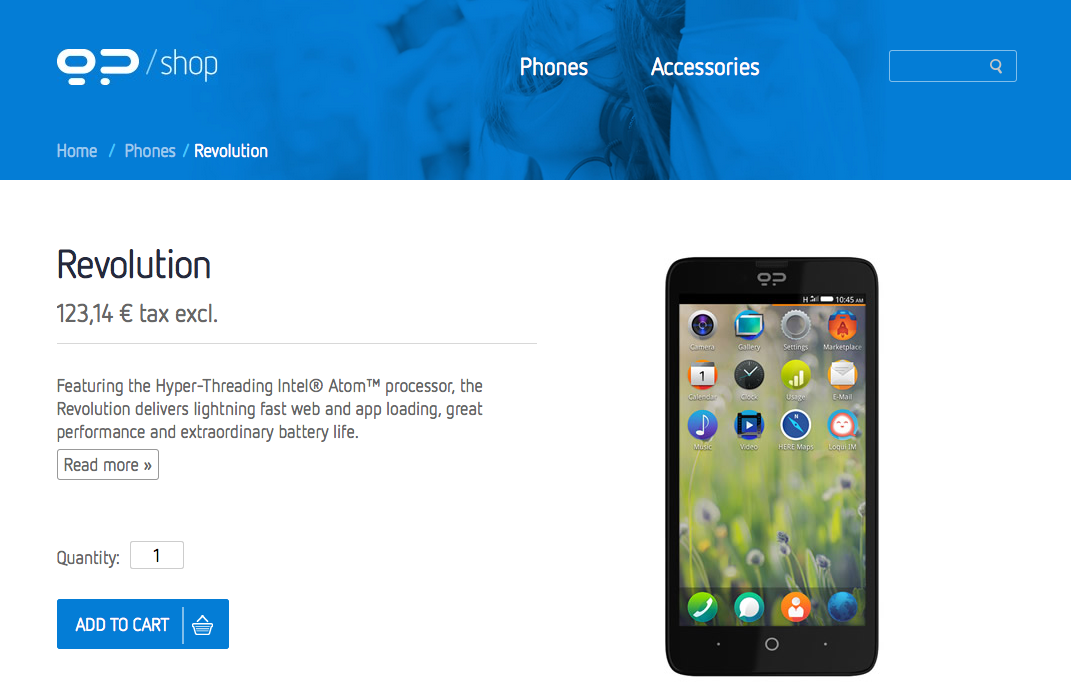 /shop
Phones
Accessories
Home / Phones / Revolution
Revolution
123,14 € tax excl.
Featuring the Hyper-Threading Intel® Atom™ processor, the
Revolution delivers lightning fast web and app loading, great
performance and extraordinary battery life.
Read more »
Quantity: 1
ADD TO CART
gp
H 10:45 AM
Camera Gallery Settings Marketplace
1
Calendar Clock Usage E-Mail
Music Video HERE Maps Loqui IM